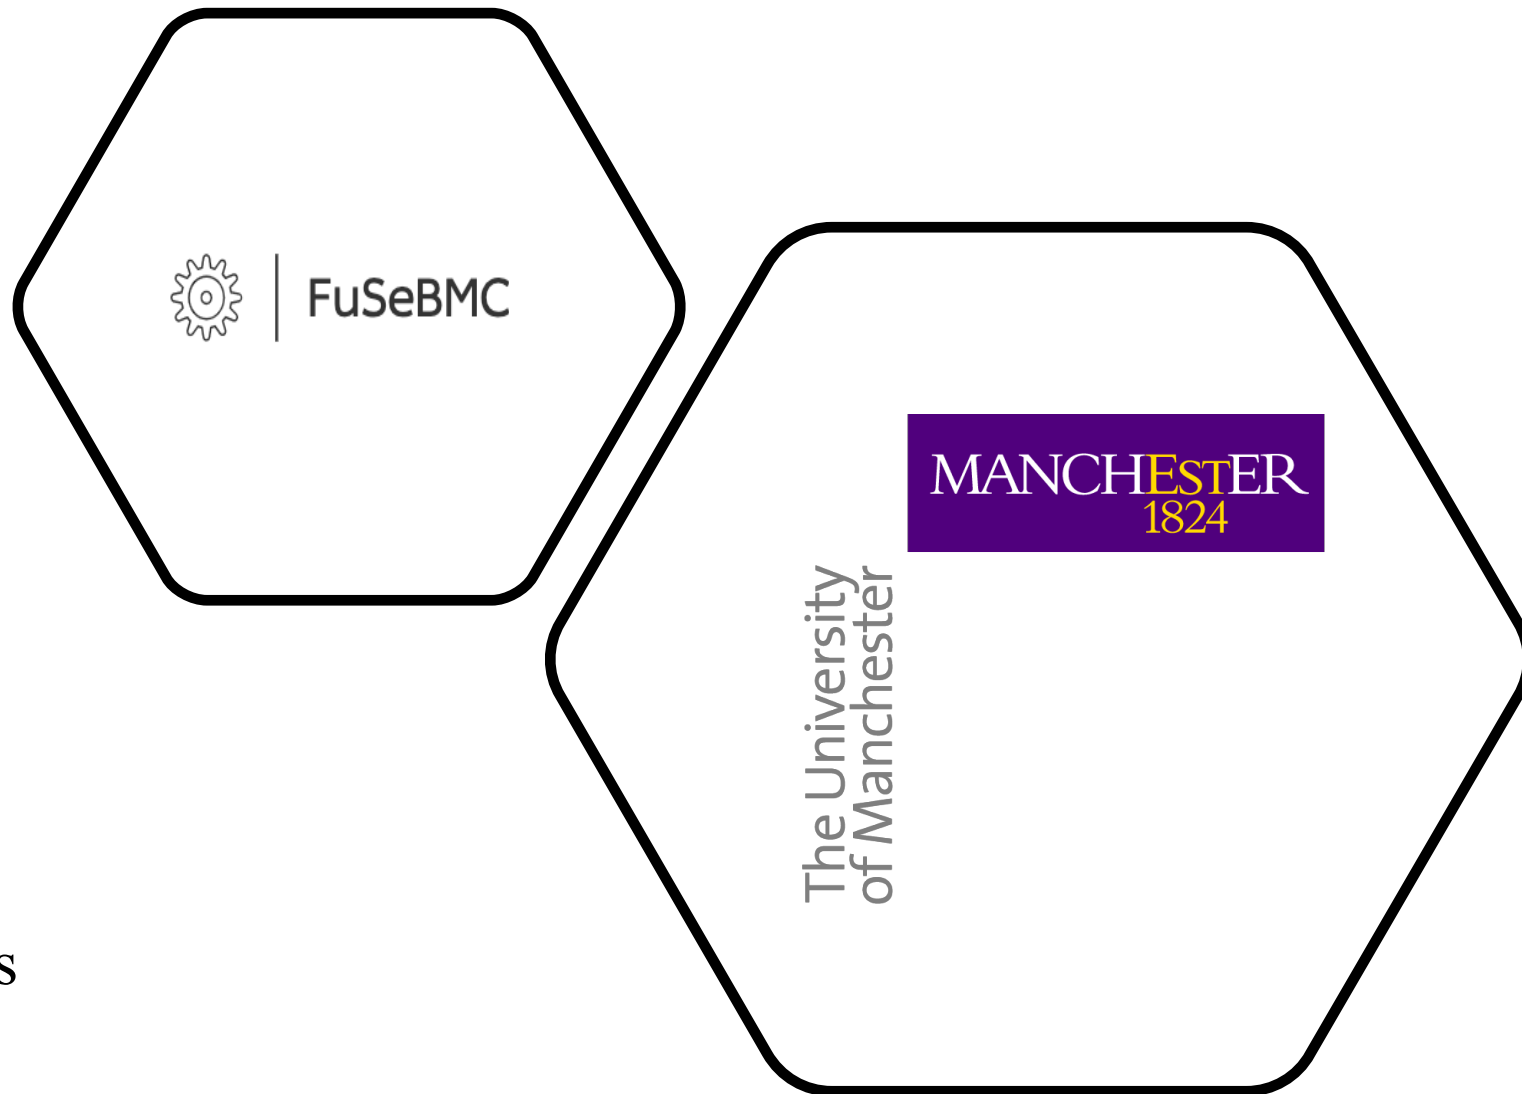 FuSeBMC
MANCHEstER
1824
The University
of Manchester
s